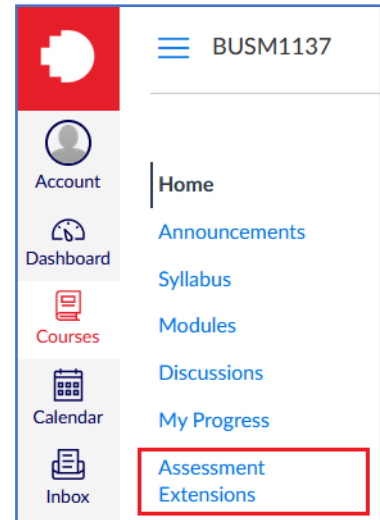 BUSM1137
Account
Dashboard
Courses
Calendar
Inbox
Home
Announcements
Syllabus
Modules
Discussions
My Progress
Assessment
Extensions